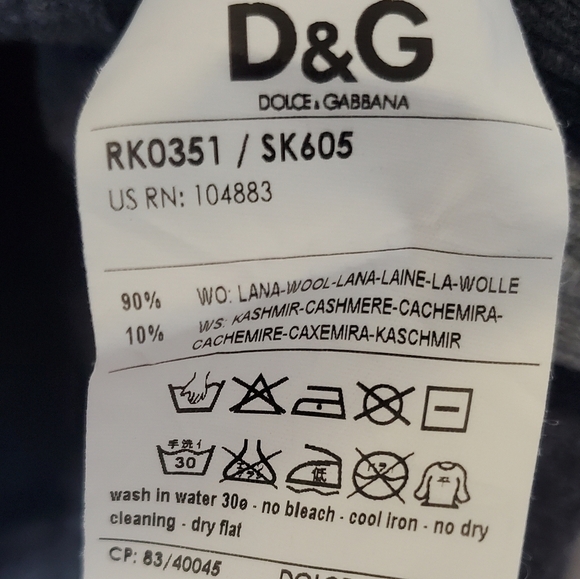 D&G
DOLCE & GABBANA
RK0351 / SK605
US RN: 104883
90% WO: LANA-WOOL-LANA-LAINE-LA-WOLLE
10% WS: KASHMIR-CASHMERE-CACHEMIRA-
CACHEMIRE-CAXEMIRA-KASCHMIR
手洗イ
30
低
平
wash in water 30ø - no bleach - cool iron - no dry
cleaning - dry flat
CP: 83/40045